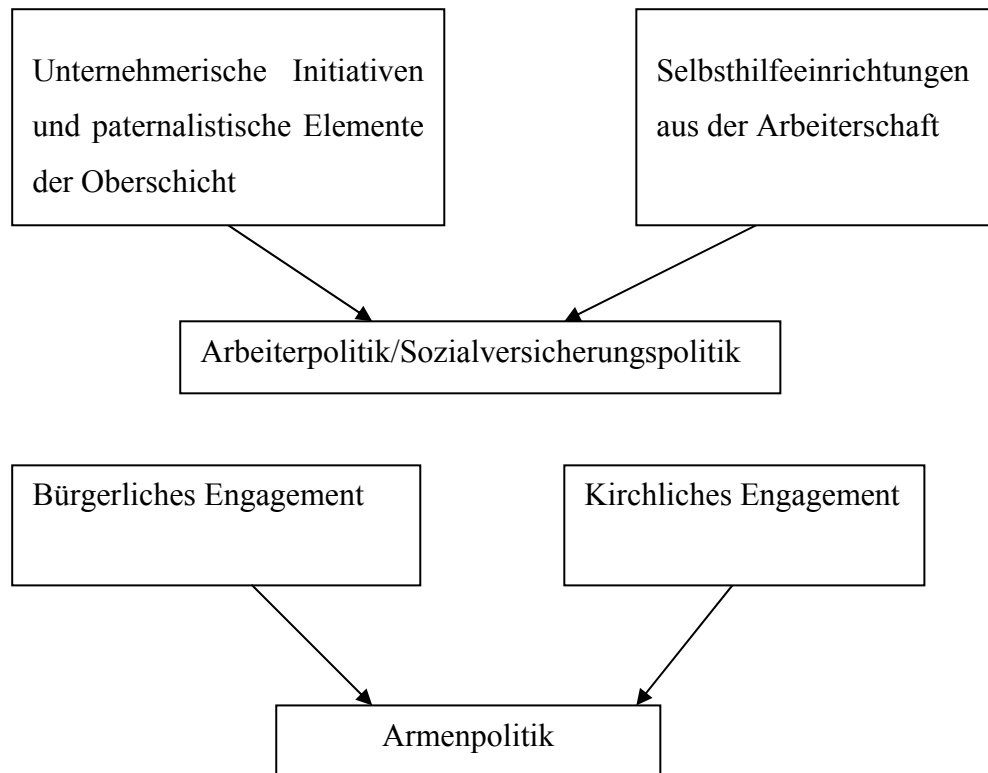 Unternehmerische Initiativen
und paternalistische Elemente
der Oberschicht
Selbsthilfeeinrichtungen
aus der Arbeiterschaft
Arbeiterpolitik/Sozialversicherungspolitik
Bürgerliches Engagement
Kirchliches Engagement
Armenpolitik